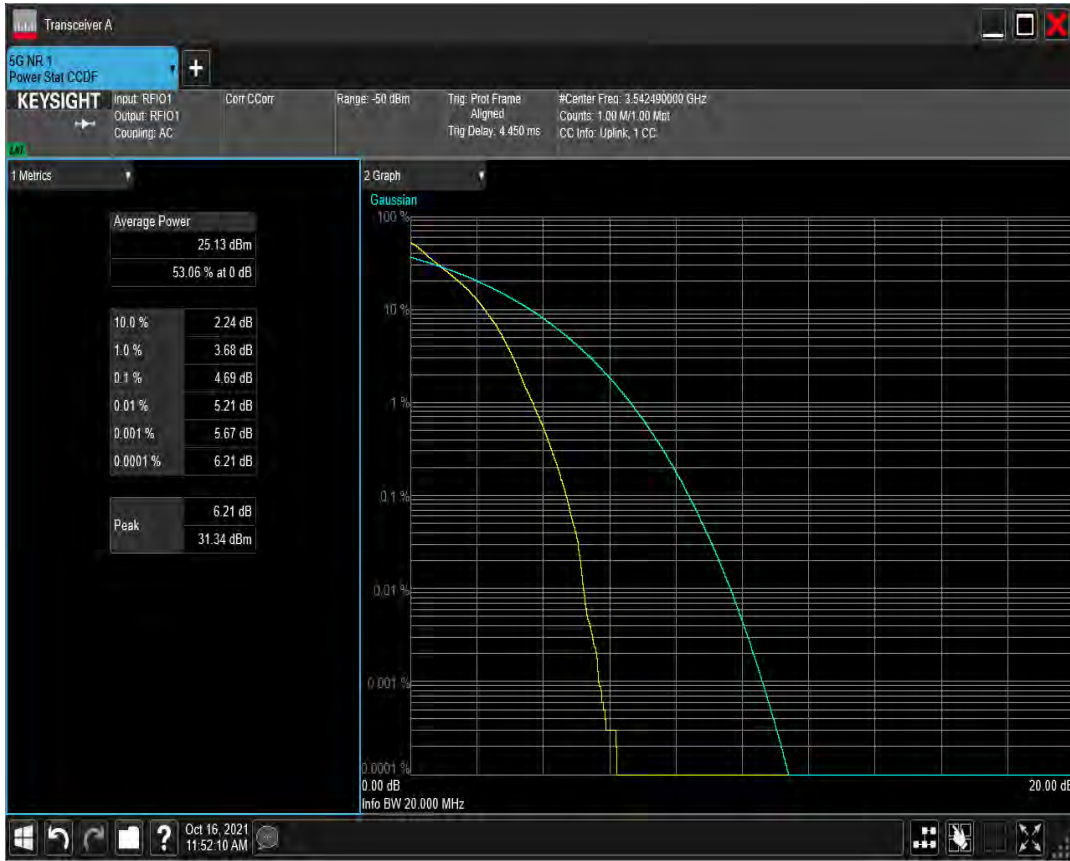 Transceiver A
5G NR 1
Power Stat CCDF
+
KEYSIGHT
Input: RFIO1
Output: RFIO1
Coupling: AC
Corr CCorr
Range: -50 dBm
Trig: Prot Frame
Aligned
Trig Delay: 4.450 ms
#Center Freq: 3.542490000 GHz
Counts: 1.00 M/1.00 Mpt
CC Info: Uplink, 1 CC
LXT
1 Metrics
Average Power
25.13 dBm
53.06 % at 0 dB
10.0 % 2.24 dB
1.0 % 3.68 dB
0.1 % 4.69 dB
0.01 % 5.21 dB
0.001 % 5.67 dB
0.0001 % 6.21 dB
Peak
6.21 dB
31.34 dBm
2 Graph
Gaussian
100 %
10 %
1 %
0.1 %
0.01 %
0.001 %
0.0001 %
0.00 dB
20.00 dB
Info BW 20.000 MHz
?
Oct 16, 2021
11:52:10 AM